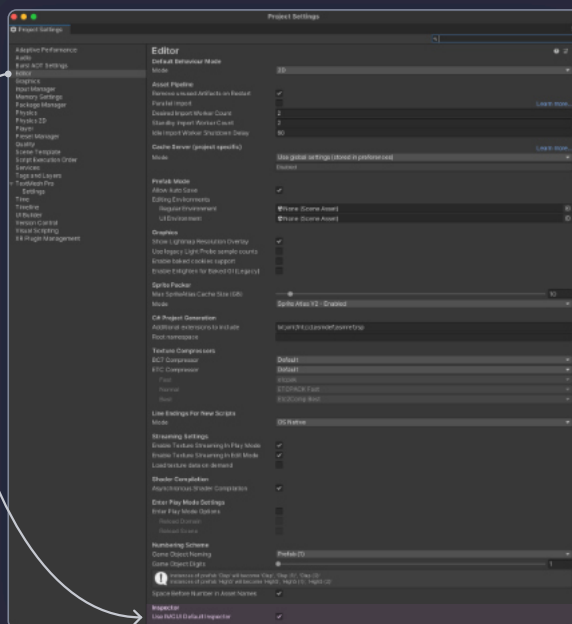 Project Settings
Project Settings
Adaptive Performance
Audio
Burst AOT Settings
Editor
Graphics
Input Manager
Memory Settings
Package Manager
Physics
Physics 2D
Player
Preset Manager
Quality
Scene Template
Script Execution Order
Services
Tags and Layers
TextMesh Pro
Settings
Time
Timeline
UI Builder
Version Control
Visual Scripting
XR Plugin Management
Editor
Default Behaviour Mode
Mode 2D
Asset Pipeline
Remove unused Artifacts on Restart
Parallel Import Learn more...
Desired Import Worker Count 2
Standby Import Worker Count 2
Idle Import Worker Shutdown Delay 60
Learn more...
Cache Server (project specific)
Mode Use global settings (stored in preferences)
Enabled
Prefab Mode
Allow Auto Save
Editing Environments
Regular Environment None (Scene Asset)
UI Environment None (Scene Asset)
Graphics
Show Lightmap Resolution Overlay
Use legacy Light Probe sample counts
Enable baked cookies support
Enable Enlighten for Baked GI (Legacy)
Sprite Packer
Max SpriteAtlas Cache Size (GB) 10
Mode Sprite Atlas V2 - Enabled
C# Project Generation
Additional extensions to include
Root namespace
Texture Compressors
BC7 Compressor Default
ETC Compressor Default
Fast
Normal ETCPACK Fast
Best
Line Endings For New Scripts
Mode OS Native
Streaming Settings
Enable Texture Streaming In Play Mode
Enable Texture Streaming In Edit Mode
Load texture data on demand
Shader Compilation
Asynchronous Shader Compilation
Enter Play Mode Settings
Enter Play Mode Options
Reload Domain
Reload Scene
Numbering Scheme
Game Object Naming Prefab (1)
Game Object Digits 1
Space Before Number in Asset Names
Inspector
Use IMGUI Default Inspector